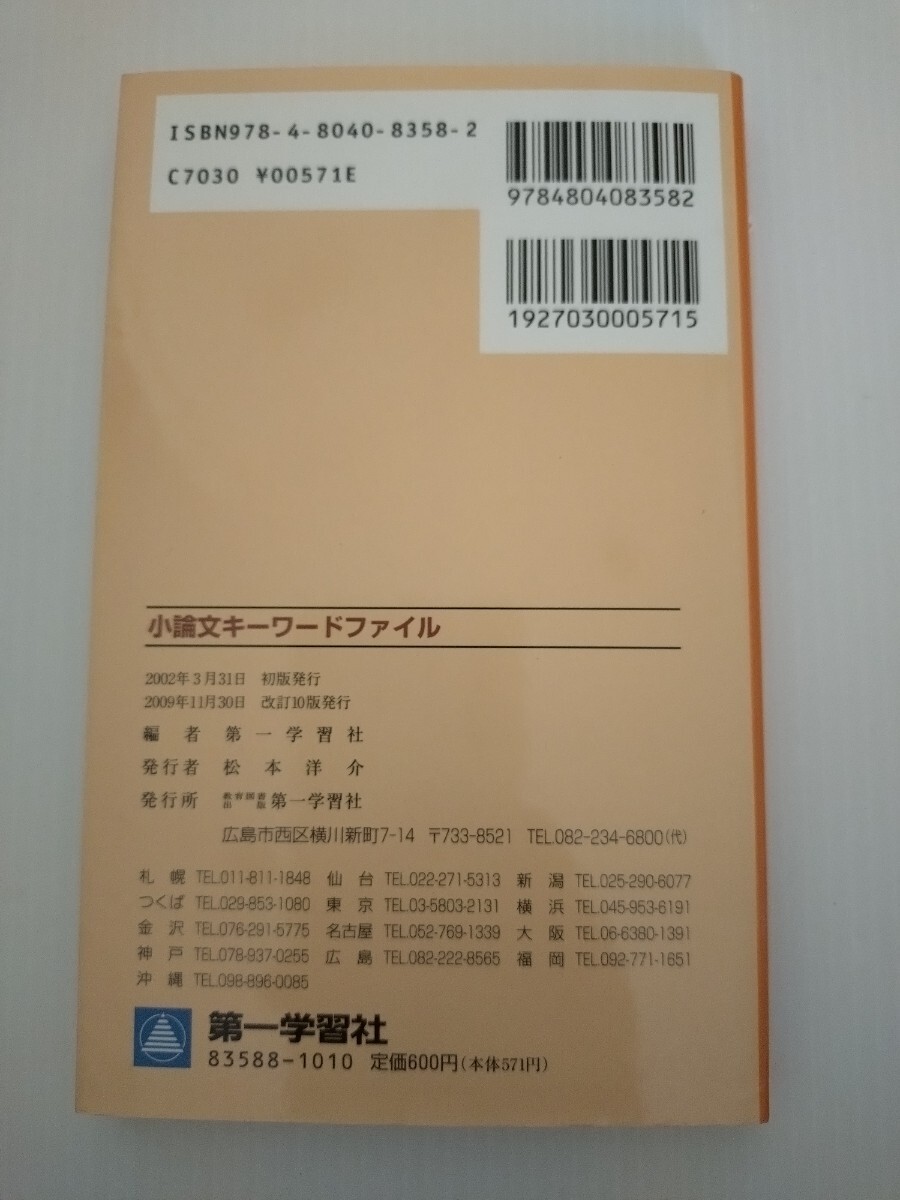 ISBN978-4-8040-8358-2
C7030 ¥00571E
9784804083582
1927030005715
小論文キーワードファイル
2002年3月31日 初版発行
2009年11月30日 改訂10版発行
編者 第一学習社
発行者 松本洋介
発行所 教育図書出版 第一学習社
広島市西区横川新町7-14 〒733-8521 TEL.082-234-6800(代)
札幌 TEL.011-811-1848 仙台 TEL.022-271-5313 新潟 TEL.025-290-6077
つくば TEL.029-853-1080 東京 TEL.03-5803-2131 横浜 TEL.045-953-6191
金沢 TEL.076-291-5775 名古屋 TEL.052-769-1339 大阪 TEL.06-6380-1391
神戸 TEL.078-937-0255 広島 TEL.082-222-8565 福岡 TEL.092-771-1651
沖縄 TEL.098-896-0085
第一学習社
83588-1010 定価600円(本体571円)